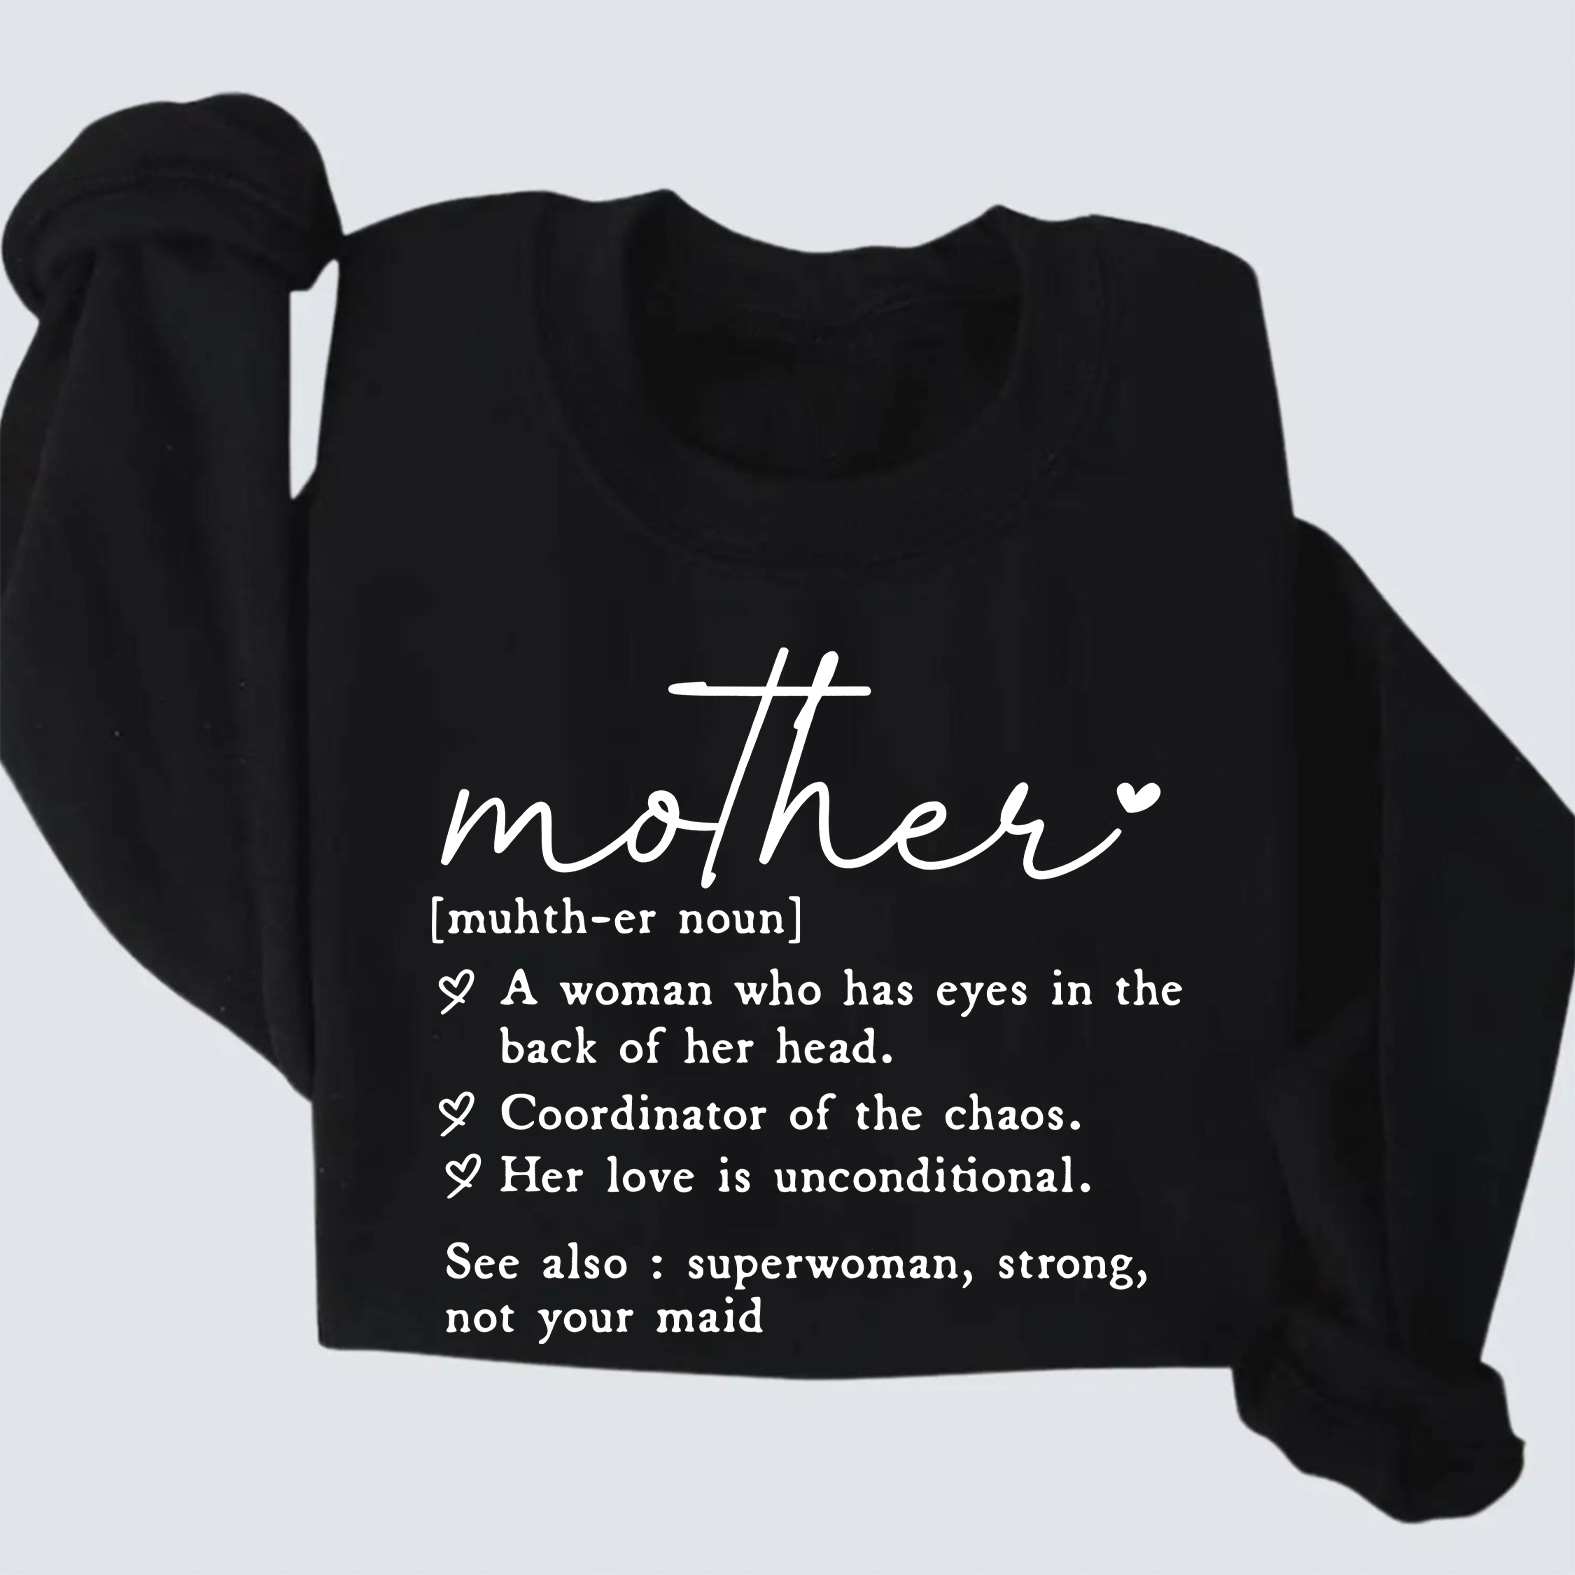 mother
[muhth-er noun]
A woman who has eyes in the
back of her head.
Coordinator of the chaos.
Her love is unconditional.
See also : superwoman, strong,
not your maid